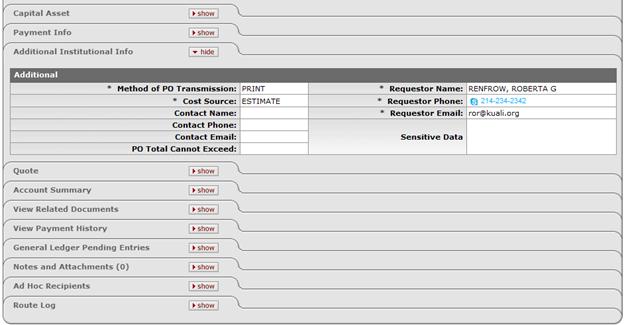 Capital Asset show
Payment Info show
Additional Institutional Info hide
Additional
* Method of PO Transmission: PRINT * Requestor Name: RENFROW, ROBERTA G
* Cost Source: ESTIMATE * Requestor Phone: 214-234-2342
Contact Name: * Requestor Email: ror@kuali.org
Contact Phone:
Contact Email: Sensitive Data
PO Total Cannot Exceed:
Quote show
Account Summary show
View Related Documents show
View Payment History show
General Ledger Pending Entries show
Notes and Attachments (0) show
Ad Hoc Recipients show
Route Log show